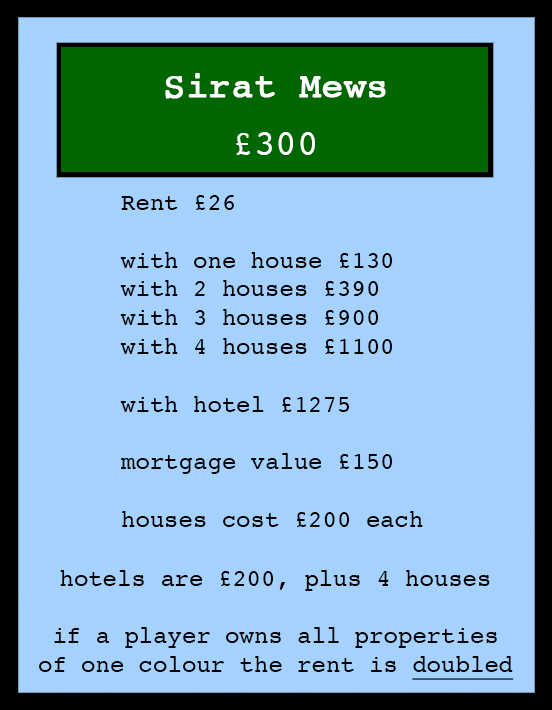 Sirat Mews
£300
Rent £26
with one house £130
with 2 houses £390
with 3 houses £900
with 4 houses £1100
with hotel £1275
mortgage value £150
houses cost £200 each
hotels are £200, plus 4 houses
if a player owns all properties
of one colour the rent is doubled